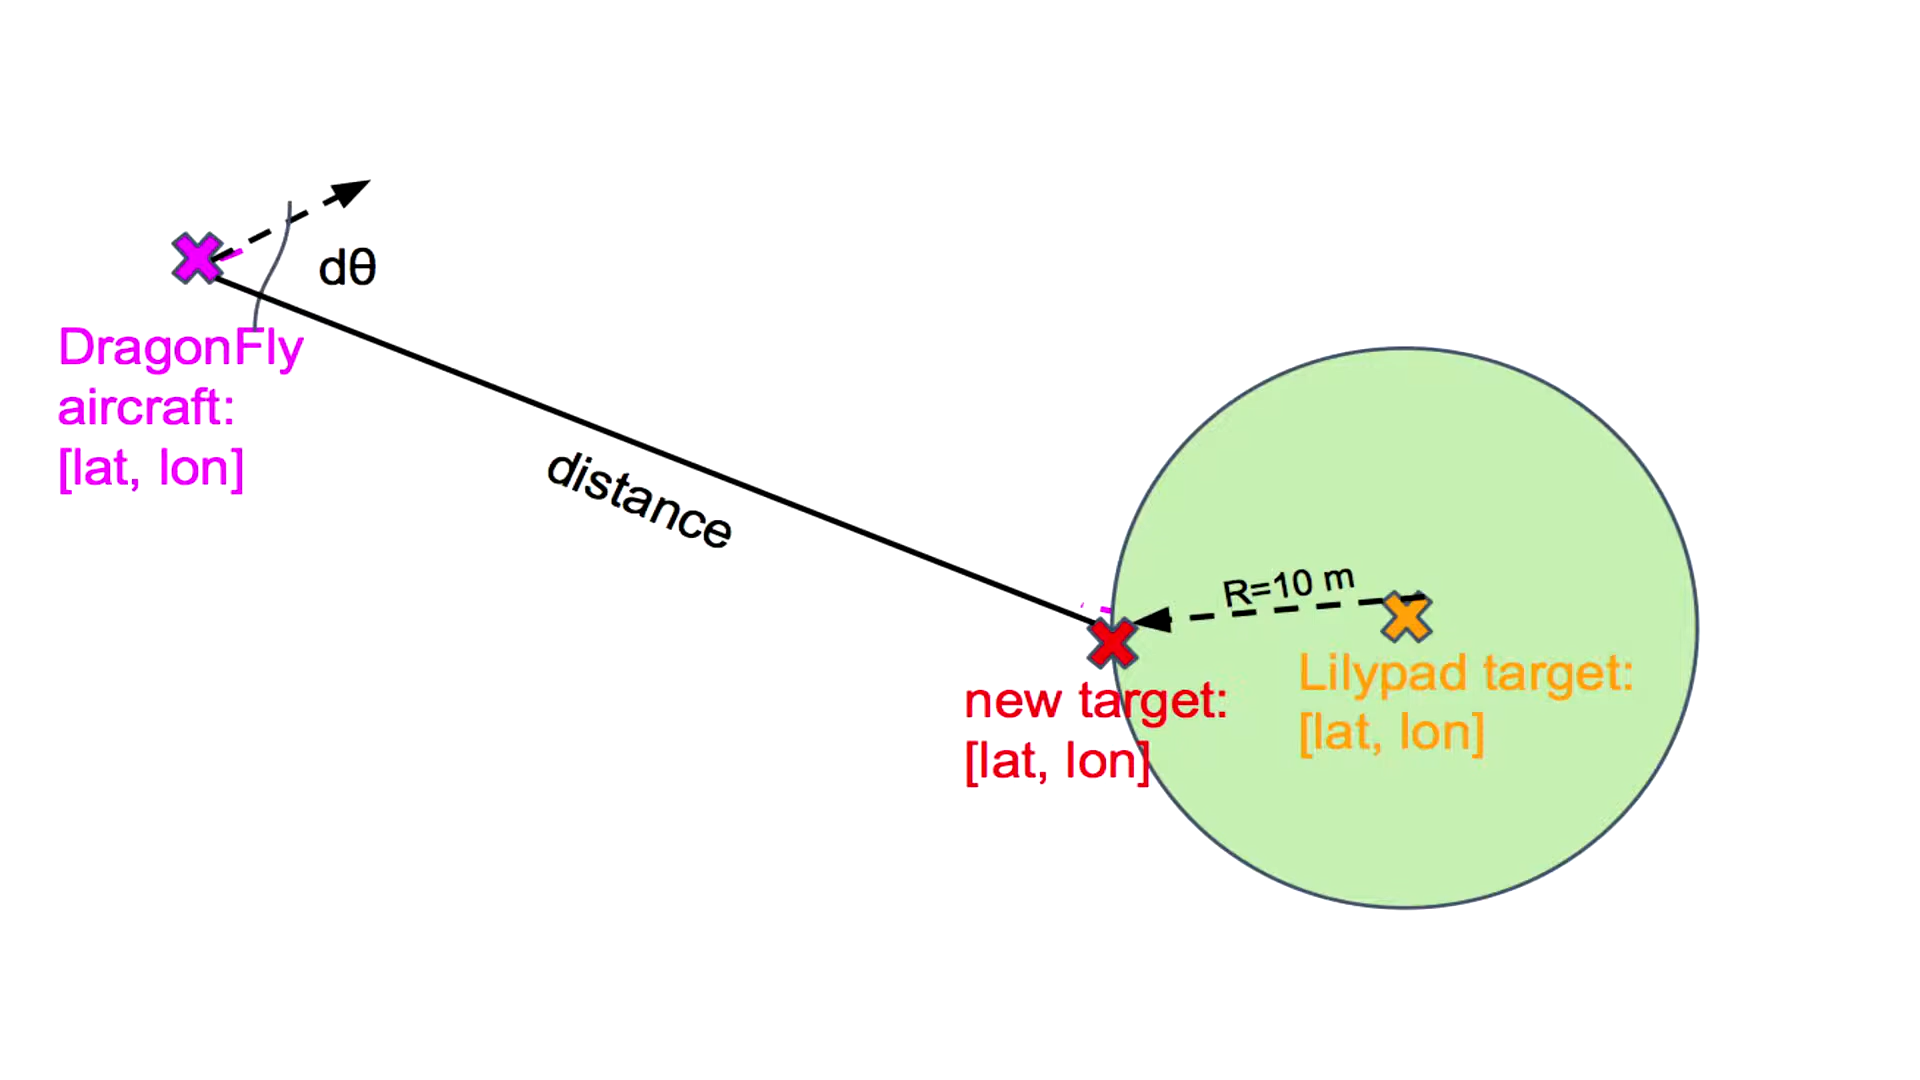 dθ
DragonFly
aircraft:
[lat, lon]
distance
R=10 m
Lilypad target:
[lat, lon]
new target:
[lat, lon]